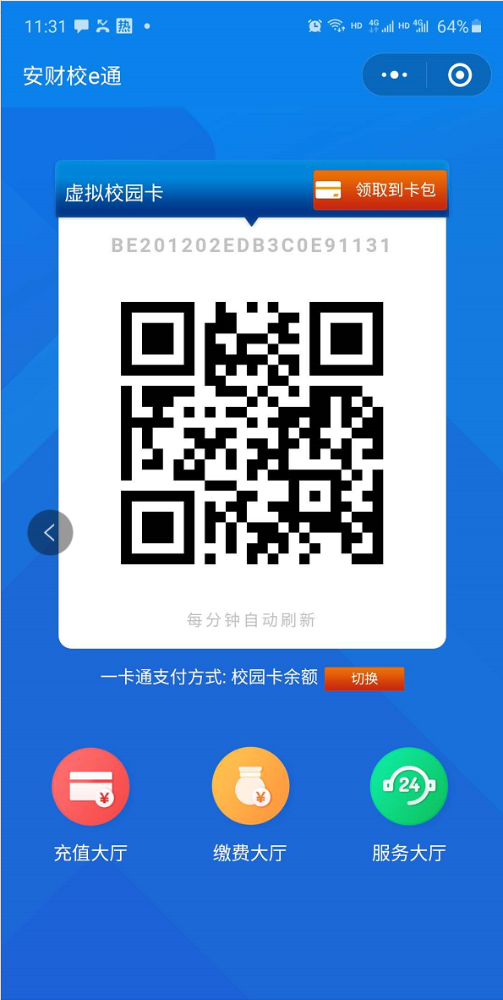 11:31 热 HD 4G HD 4G 64%
安财校e通
虚拟校园卡 领取到卡包
BE201202EDB3C0E91131
每分钟自动刷新
一卡通支付方式: 校园卡余额 切换
¥ ¥ 24
充值大厅 缴费大厅 服务大厅